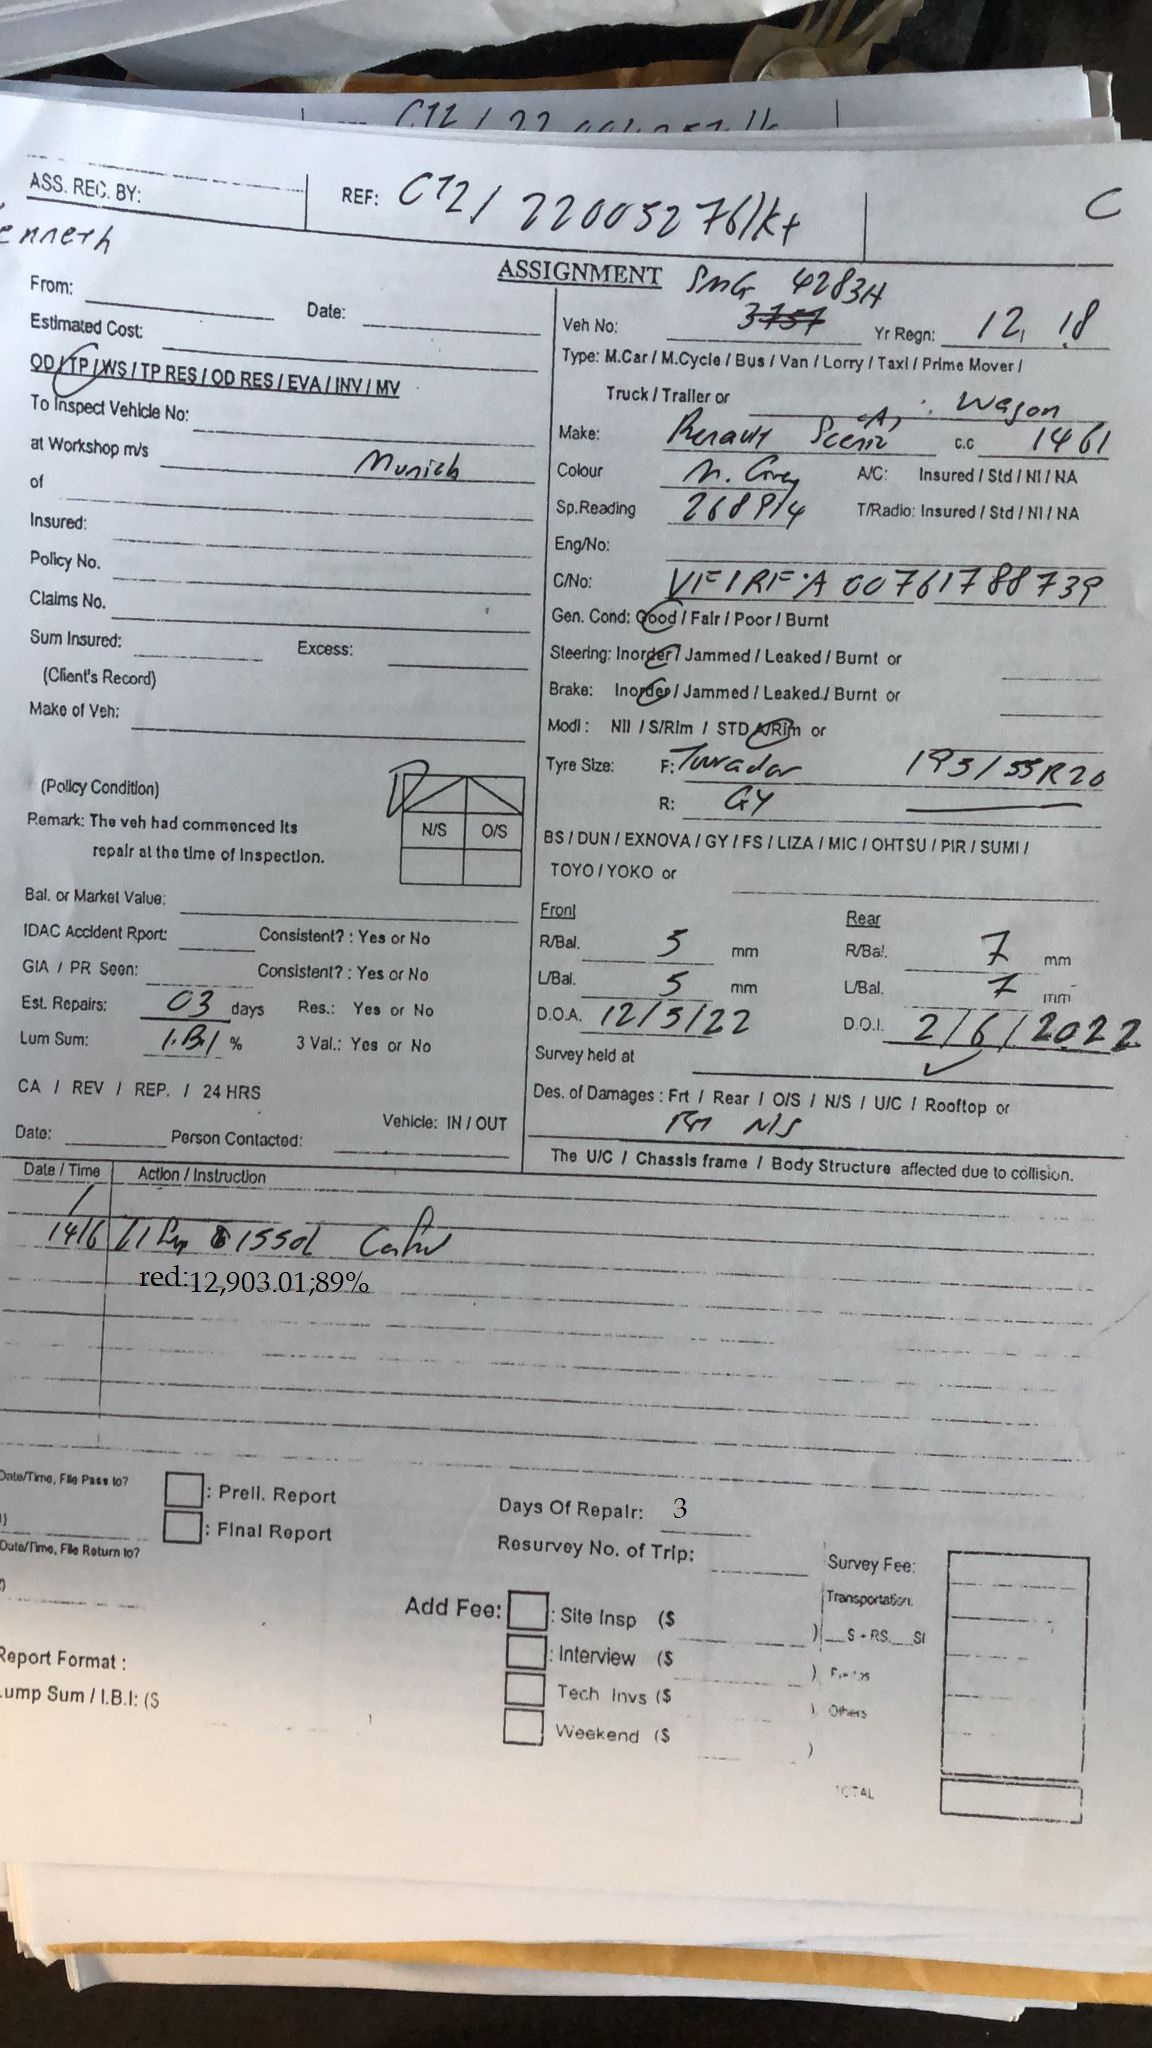 C72/
ASS. REC. BY:
REF: C72/ 22005276/kt
C
enneth
ASSIGNMENT
SMG 4283H
From:
Date:
Veh No: 3757
Yr Regn: 12, 18
Estimated Cost:
Type: M.Car / M.Cycle / Bus / Van / Lorry / Taxi / Prime Mover /
OD / TP / WS / TP RES / OD RES / EVA / INV / MV
Truck / Trailer or Wagon
To Inspect Vehicle No:
Make: Renault Scenic (A)
c.c 1461
at Workshop m/s Munich
Colour M. Grey
A/C: Insured / Std / NI / NA
of
Sp.Reading 268914
T/Radio: Insured / Std / NI / NA
Insured:
Eng/No:
Policy No.
C/No: VF1RFA00761788739
Claims No.
Gen. Cond: Good / Fair / Poor / Burnt
Sum Insured:
Excess:
Steering: Inorder / Jammed / Leaked / Burnt or
(Client's Record)
Brake: Inorder / Jammed / Leaked / Burnt or
Make of Veh:
Modi: Nil / S/Rim / STD A/Rim or
Tyre Size: F: 195/55R20
(Policy Condition)
R: GY
Remark: The veh had commenced its
repair at the time of Inspection.
N/S
O/S
BS / DUN / EXNOVA / GY / FS / LIZA / MIC / OHTSU / PIR / SUMI /
TOYO / YOKO or
Bal. or Market Value:
Front
Rear
IDAC Accident Rport:
Consistent? : Yes or No
R/Bal. 5 mm
R/Bal. 7 mm
GIA / PR Seen:
Consistent? : Yes or No
L/Bal. 5 mm
L/Bal. 7 mm
Est. Repairs: 03 days
Res.: Yes or No
D.O.A. 12/5/22
D.O.I. 2/6/2022
Lum Sum: 1.B.1 %
3 Val.: Yes or No
Survey held at
CA / REV / REP. / 24 HRS
Des. of Damages : Frt / Rear / O/S / N/S / U/C / Rooftop or
N/S
Vehicle: IN / OUT
Date:
Person Contacted:
The U/C / Chassis frame / Body Structure affected due to collision.
Date / Time
Action / Instruction
14/6
red:12,903.01;89%
Date/Time, File Pass to?
: Prell. Report
Days Of Repair: 3
: Final Report
Date/Time, File Return to?
Resurvey No. of Trip:
Survey Fee:
Transportation.
Add Fee:
: Site Insp ($ )
S - RS SI
: Interview ($ )
Report Format :
Tech Invs ($ )
Others
Lump Sum / I.B.I: ($
Weekend ($ )
TOTAL